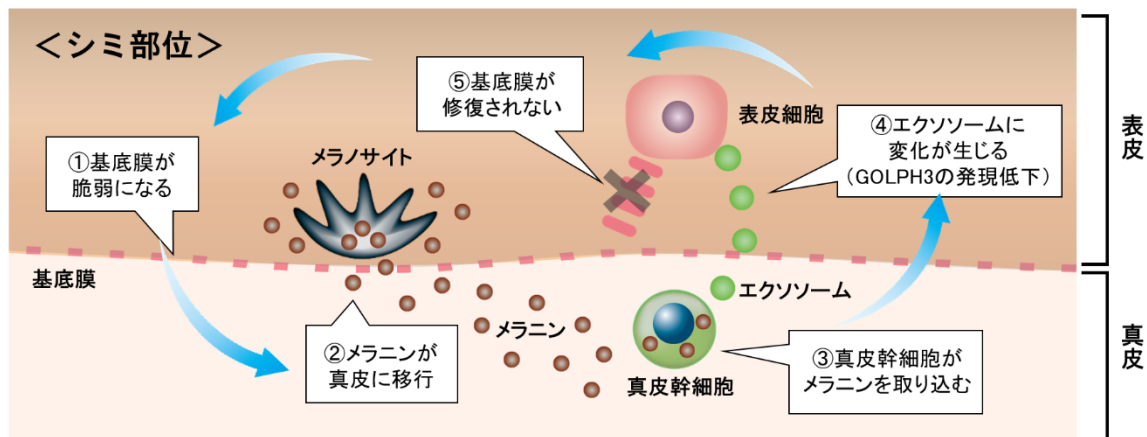 ＜シミ部位＞
⑤基底膜が
修復されない
表皮細胞
④エクソソームに
変化が生じる
（GOLPH3の発現低下）
表皮
①基底膜が
脆弱になる
メラノサイト
基底膜
エクソソーム
メラニン
②メラニンが
真皮に移行
真皮幹細胞
③真皮幹細胞が
メラニンを取り込む
真皮